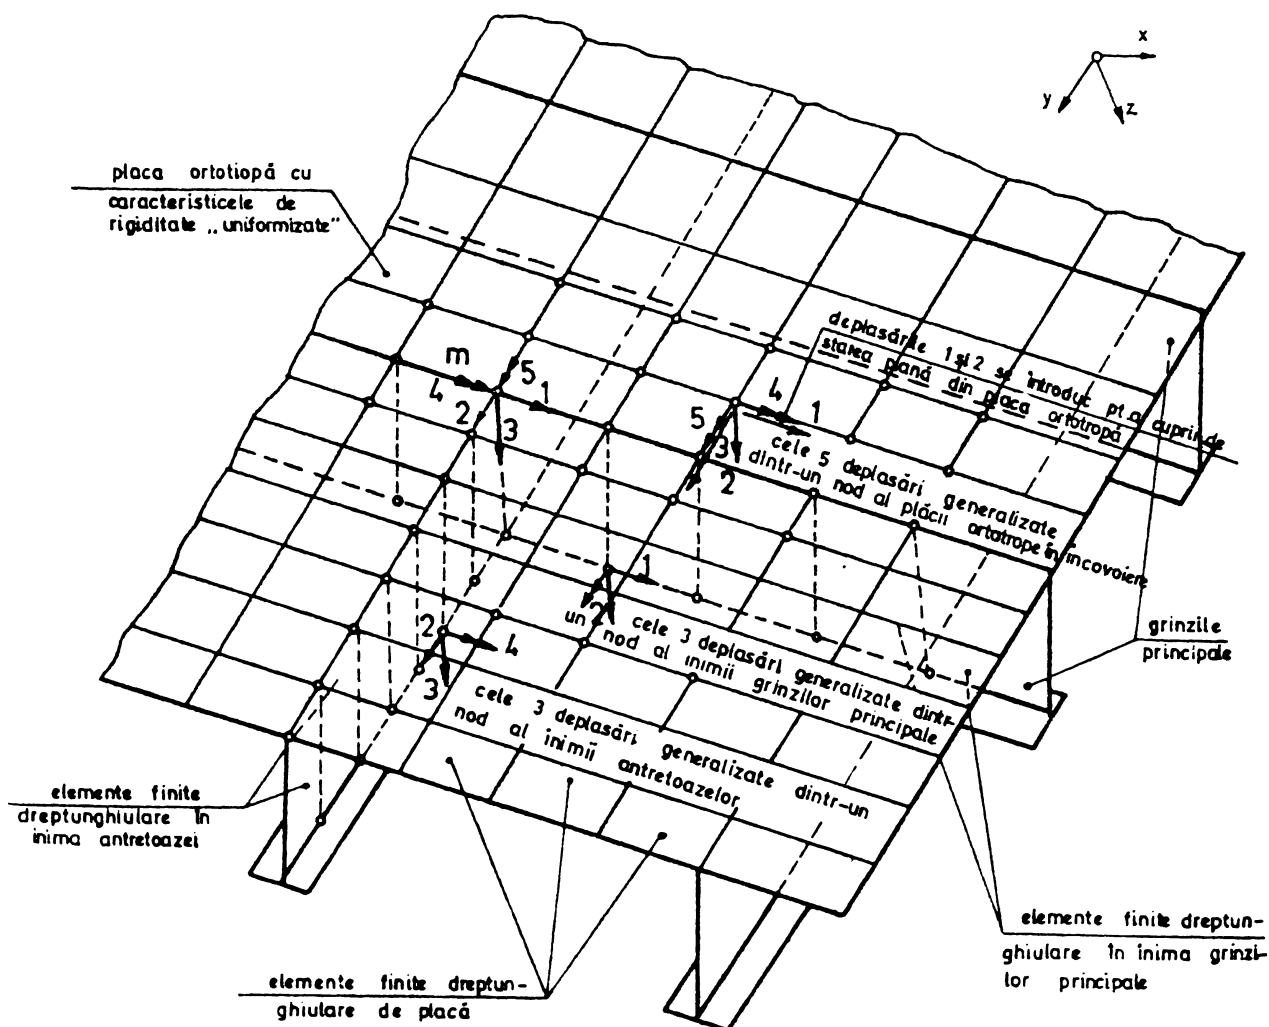 x
y
z
placa ortotiopă cu
caracteristicele de
rigiditate „uniformizate"
deplasările 1 și 2 se introduc pt. a cuprinde
starea plană din placa ortotropă
m
4
5
1
2
3
4
1
5
3
2
cele 5 deplasări generalizate
dintr-un nod al plăcii ortatrope în încovoiere
1
2
cele 3 deplasări generalizate dintr-
un nod al inimii grinzilor principale
grinzile
principale
2
4
3
cele 3 deplasări generalizate dintr-un
nod al inimii antretoazelor
elemente finite
dreptunghiulare în
inima antretoazei
elemente finite dreptun-
ghiulare în inima grinzi-
lor principale
elemente finite dreptun-
ghiulare de placă